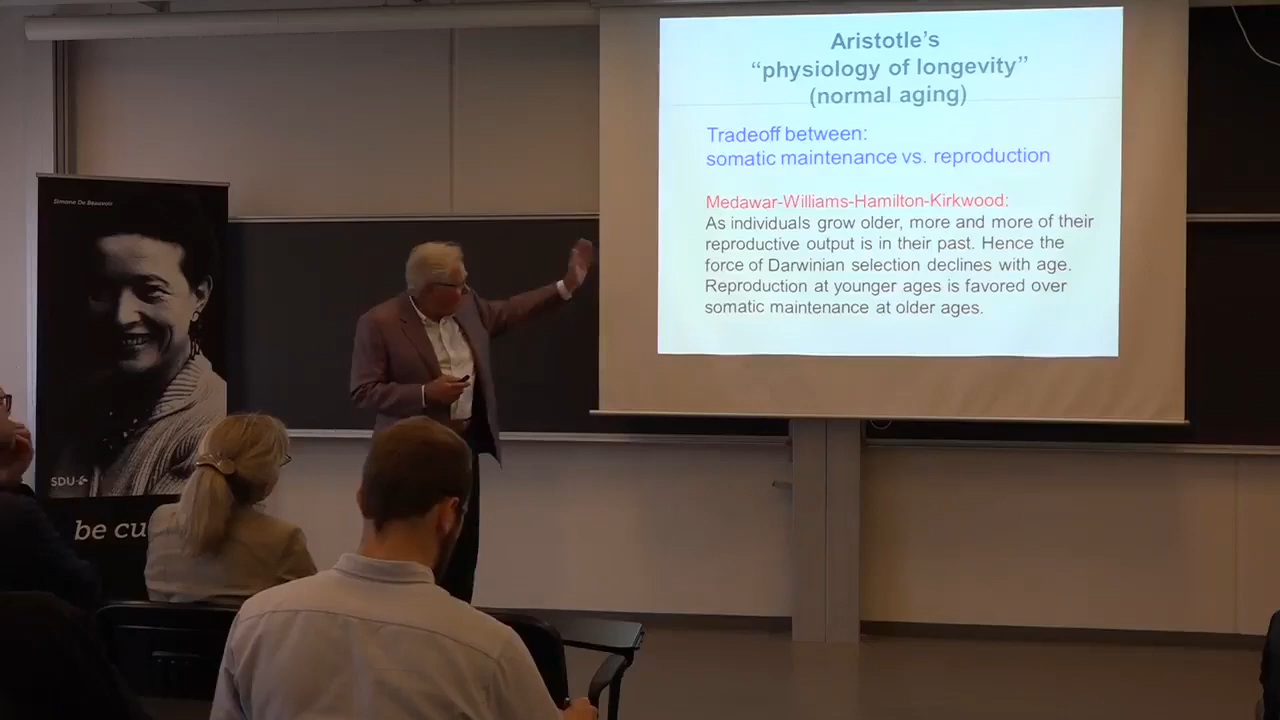 Aristotle's
“physiology of longevity”
(normal aging)
Tradeoff between:
somatic maintenance vs. reproduction
Medawar-Williams-Hamilton-Kirkwood:
As individuals grow older, more and more of their
reproductive output is in their past. Hence the
force of Darwinian selection declines with age.
Reproduction at younger ages is favored over
somatic maintenance at older ages.
Simone De Beauvoir
SDU
be cu